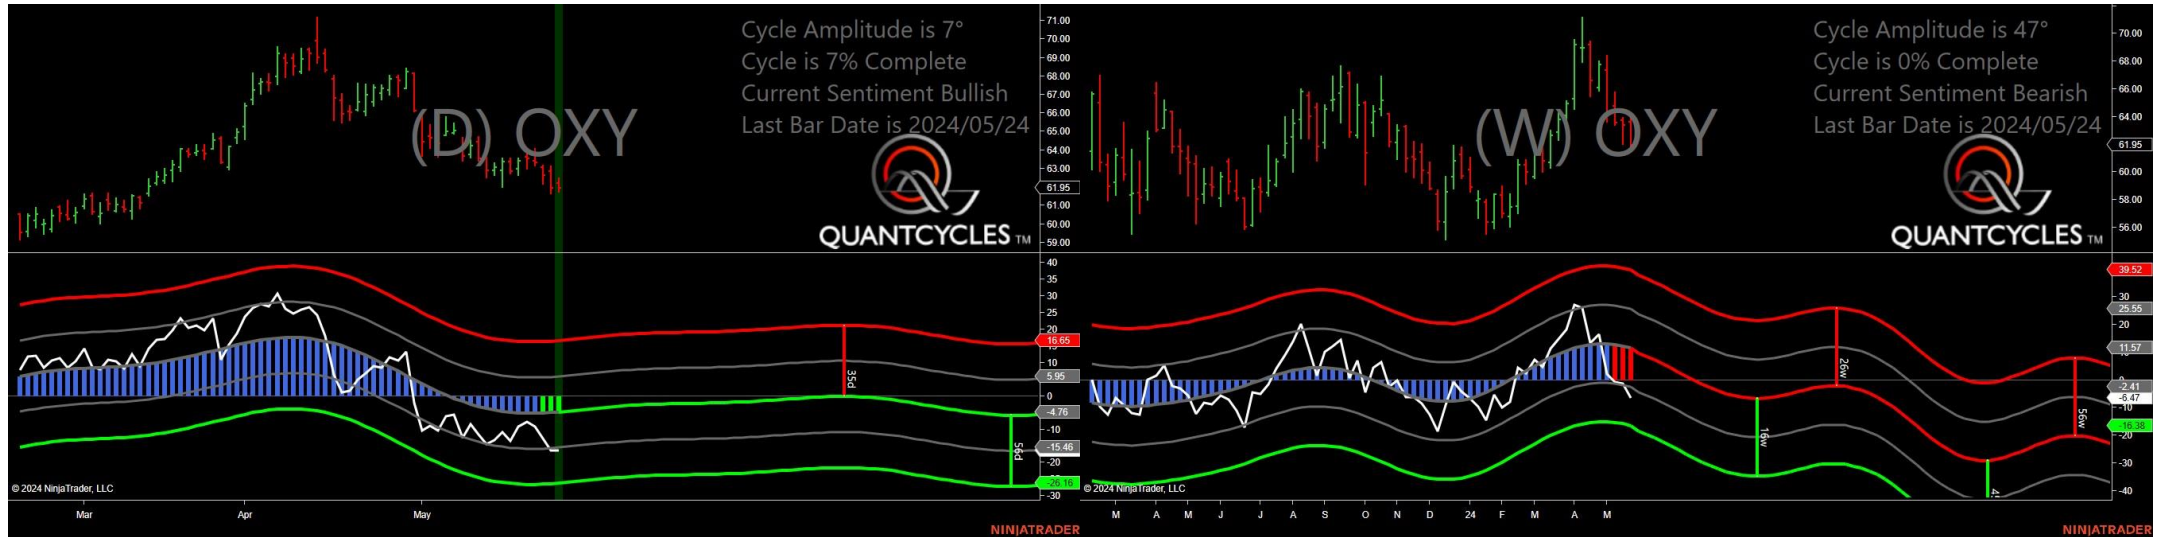 Cycle Amplitude is 7°
Cycle is 7% Complete
Current Sentiment Bullish
Last Bar Date is 2024/05/24
(D) OXY
QUANTCYCLES TM
71.00
70.00
69.00
68.00
67.00
66.00
65.00
64.00
63.00
61.95
61.00
60.00
59.00
40
35
30
25
20
16.65
10
5.95
0
-4.76
-10
-15.46
-20
-26.16
-30
35d
56d
© 2024 NinjaTrader, LLC
Mar Apr May
NINJATRADER
Cycle Amplitude is 47°
Cycle is 0% Complete
Current Sentiment Bearish
Last Bar Date is 2024/05/24
(W) OXY
QUANTCYCLES TM
70.00
68.00
66.00
64.00
61.95
60.00
58.00
56.00
39.52
30
25.55
20
11.57
-2.41
-6.47
-10
-16.38
-20
-30
-40
26w
16w
56w
© 2024 NinjaTrader, LLC
M A M J J A S O N D 24 F M A M
NINJATRADER